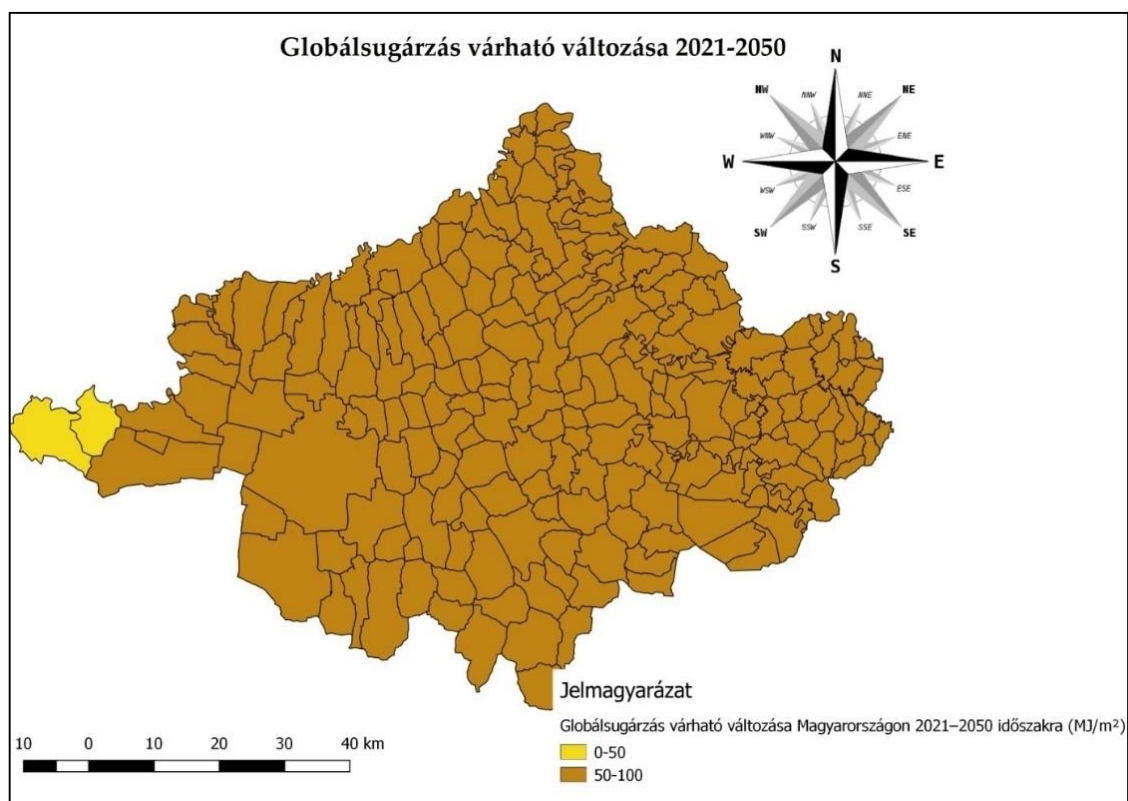 Globálsugárzás várható változása 2021-2050
N
NNW NNE
NW NE
WNW ENE
W E
WSW ESE
SW SE
SSW SSE
S
Jelmagyarázat
Globálsugárzás várható változása Magyarországon 2021–2050 időszakra (MJ/m²)
0-50
50-100
10 0 10 20 30 40 km